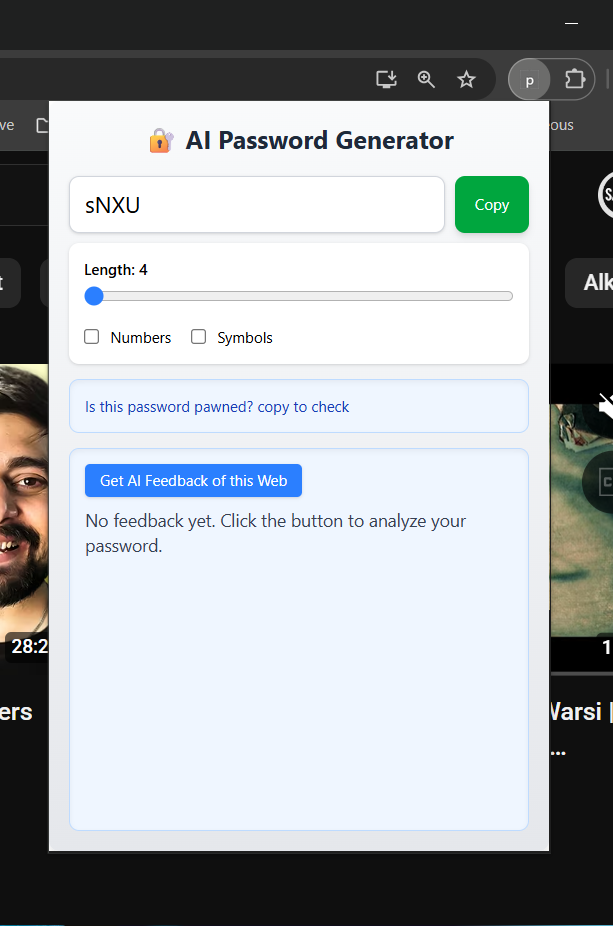 ve
p
ous
AI Password Generator
sNXU
Copy
Length: 4
Numbers
Symbols
Is this password pawned? copy to check
Get AI Feedback of this Web
No feedback yet. Click the button to analyze your
password.
t
Alk
28:2
1
ers
Warsi |
...